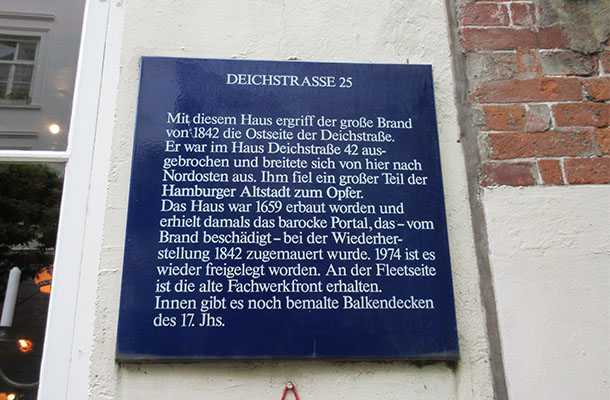 DEICHSTRASSE 25
Mit diesem Haus ergriff der große Brand
von 1842 die Ostseite der Deichstraße.
Er war im Haus Deichstraße 42 aus-
gebrochen und breitete sich von hier nach
Nordosten aus. Ihm fiel ein großer Teil der
Hamburger Altstadt zum Opfer.
Das Haus war 1659 erbaut worden und
erhielt damals das barocke Portal, das – vom
Brand beschädigt – bei der Wiederher-
stellung 1842 zugemauert wurde. 1974 ist es
wieder freigelegt worden. An der Fleetseite
ist die alte Fachwerkfront erhalten.
Innen gibt es noch bemalte Balkendecken
des 17. Jhs.